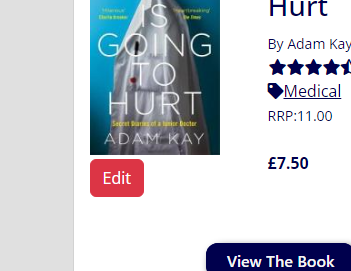 "Hilarious"
Charlie Brooker
"Heartbreaking"
The Times
IS
GOING
TO
HURT
Secret Diaries of a Junior Doctor
ADAM KAY
Edit
Hurt
By Adam Kay
Medical
RRP:11.00
£7.50
View The Book